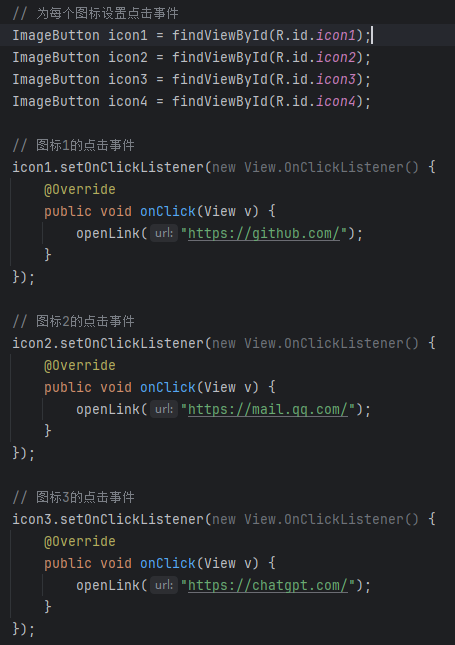 // 为每个图标设置点击事件
ImageButton icon1 = findViewById(R.id.icon1);
ImageButton icon2 = findViewById(R.id.icon2);
ImageButton icon3 = findViewById(R.id.icon3);
ImageButton icon4 = findViewById(R.id.icon4);

// 图标1的点击事件
icon1.setOnClickListener(new View.OnClickListener() {
    @Override
    public void onClick(View v) {
        openLink( url: "https://github.com/");
    }
});

// 图标2的点击事件
icon2.setOnClickListener(new View.OnClickListener() {
    @Override
    public void onClick(View v) {
        openLink( url: "https://mail.qq.com/");
    }
});

// 图标3的点击事件
icon3.setOnClickListener(new View.OnClickListener() {
    @Override
    public void onClick(View v) {
        openLink( url: "https://chatgpt.com/");
    }
});